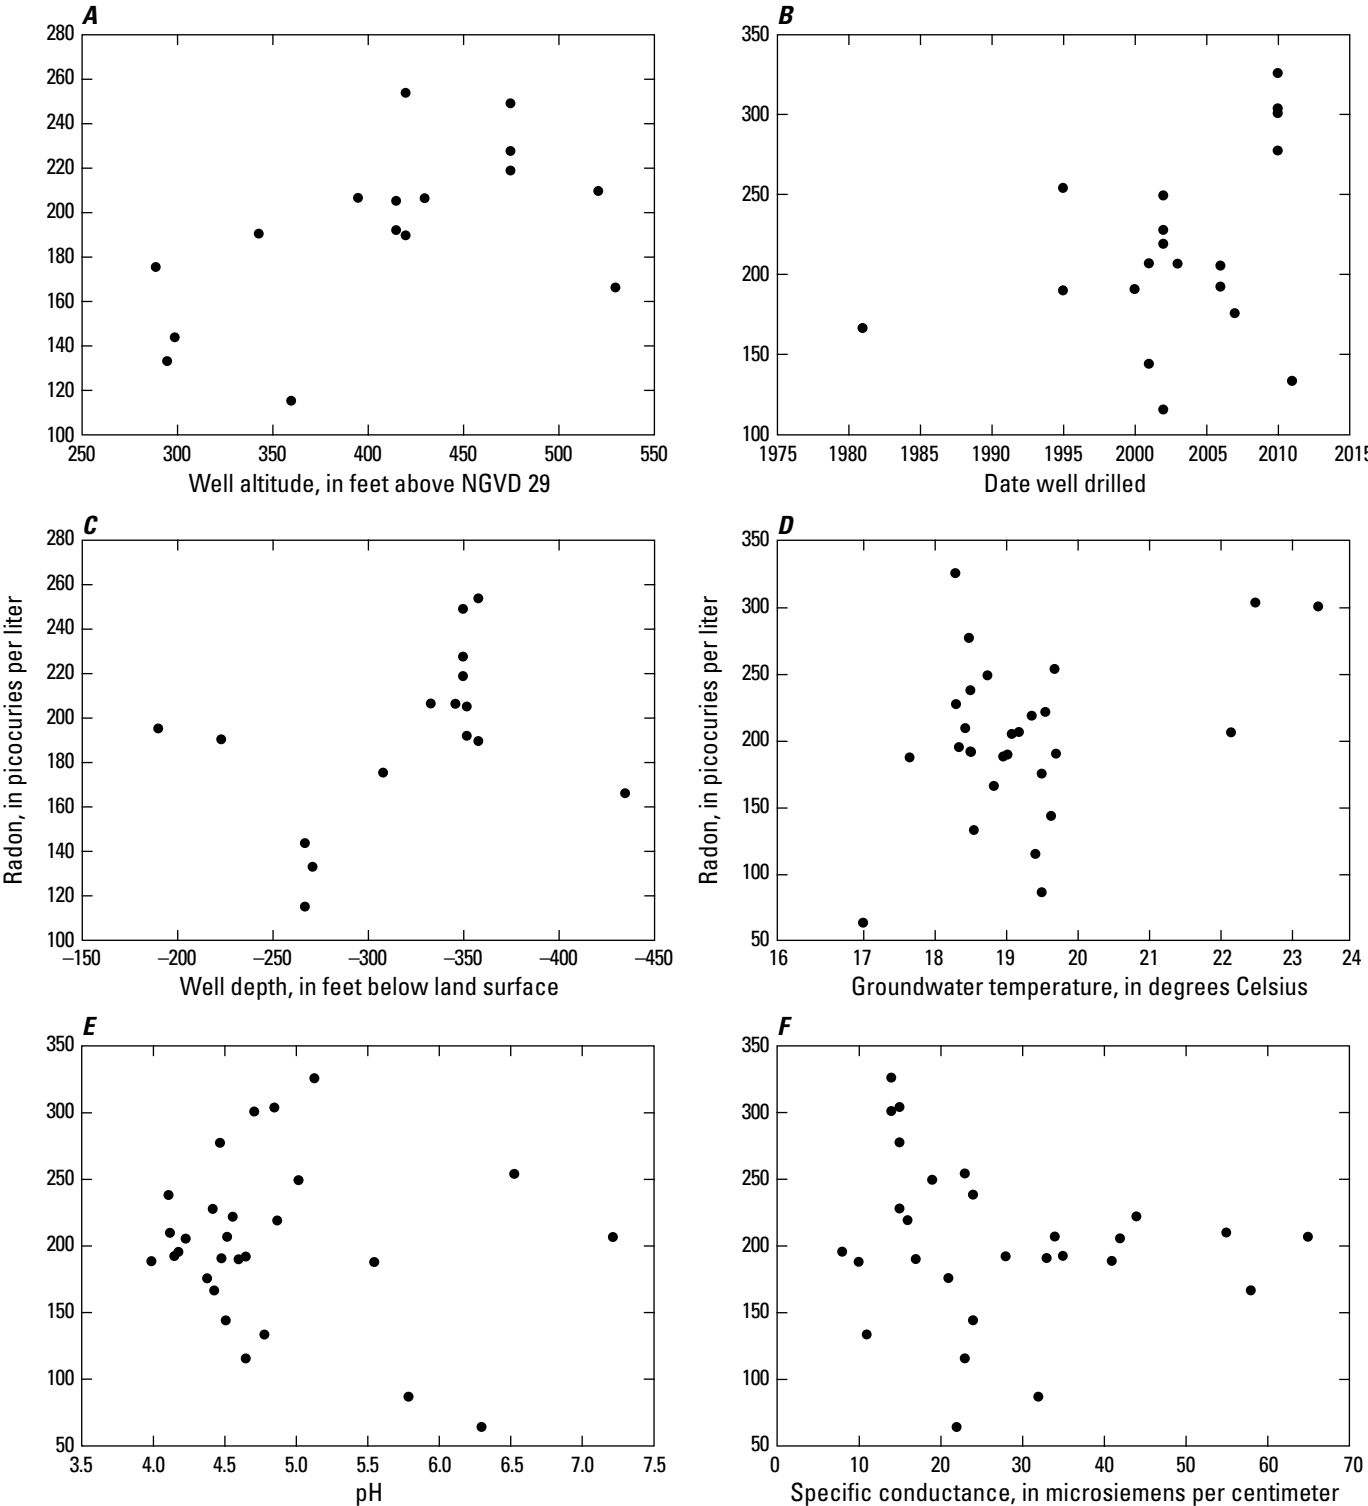 A
280
260
240
220
200
180
160
140
120
100
250 300 350 400 450 500 550
Well altitude, in feet above NGVD 29
B
350
300
250
200
150
100
1975 1980 1985 1990 1995 2000 2005 2010 2015
Date well drilled
Radon, in picocuries per liter
C
280
260
240
220
200
180
160
140
120
100
–150 –200 –250 –300 –350 –400 –450
Well depth, in feet below land surface
Radon, in picocuries per liter
D
350
300
250
200
150
100
50
16 17 18 19 20 21 22 23 24
Groundwater temperature, in degrees Celsius
E
350
300
250
200
150
100
50
3.5 4.0 4.5 5.0 5.5 6.0 6.5 7.0 7.5
pH
F
350
300
250
200
150
100
50
0 10 20 30 40 50 60 70
Specific conductance, in microsiemens per centimeter